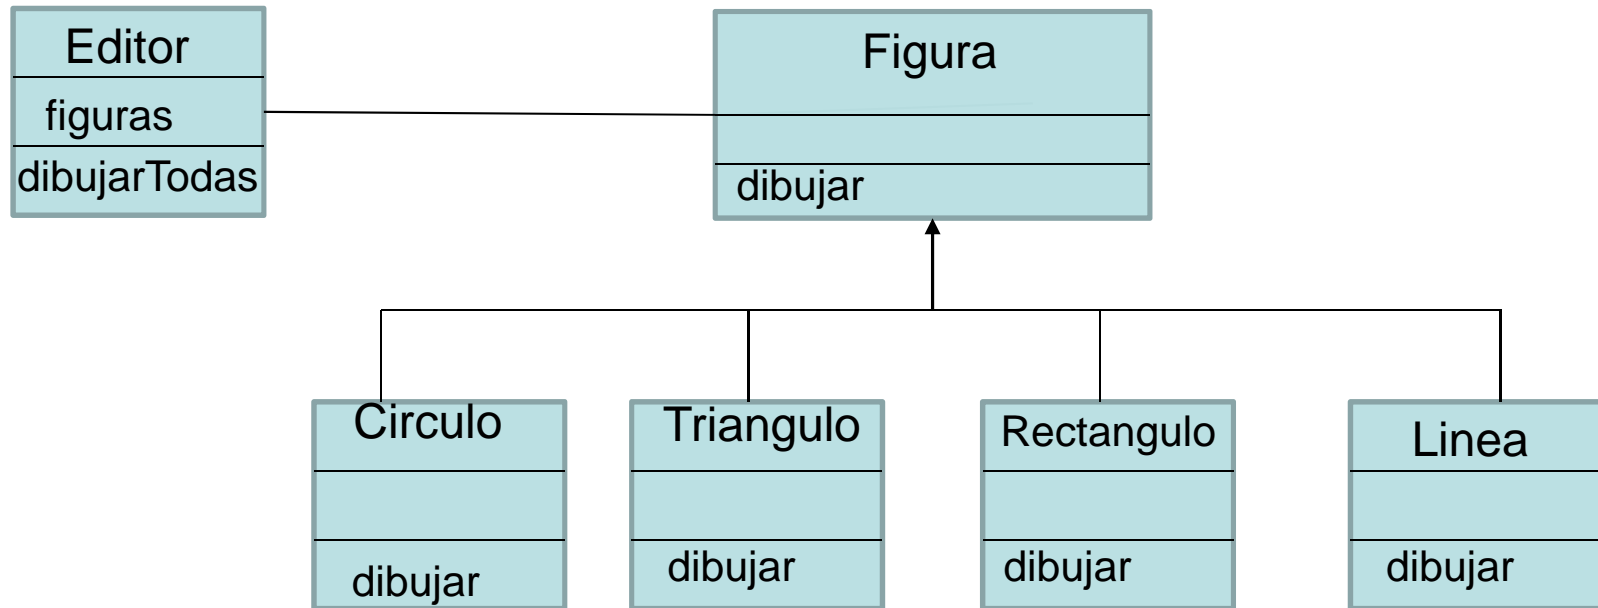 Editor
figuras
dibujarTodas
Figura
dibujar
Circulo
dibujar
Triangulo
dibujar
Rectangulo
dibujar
Linea
dibujar